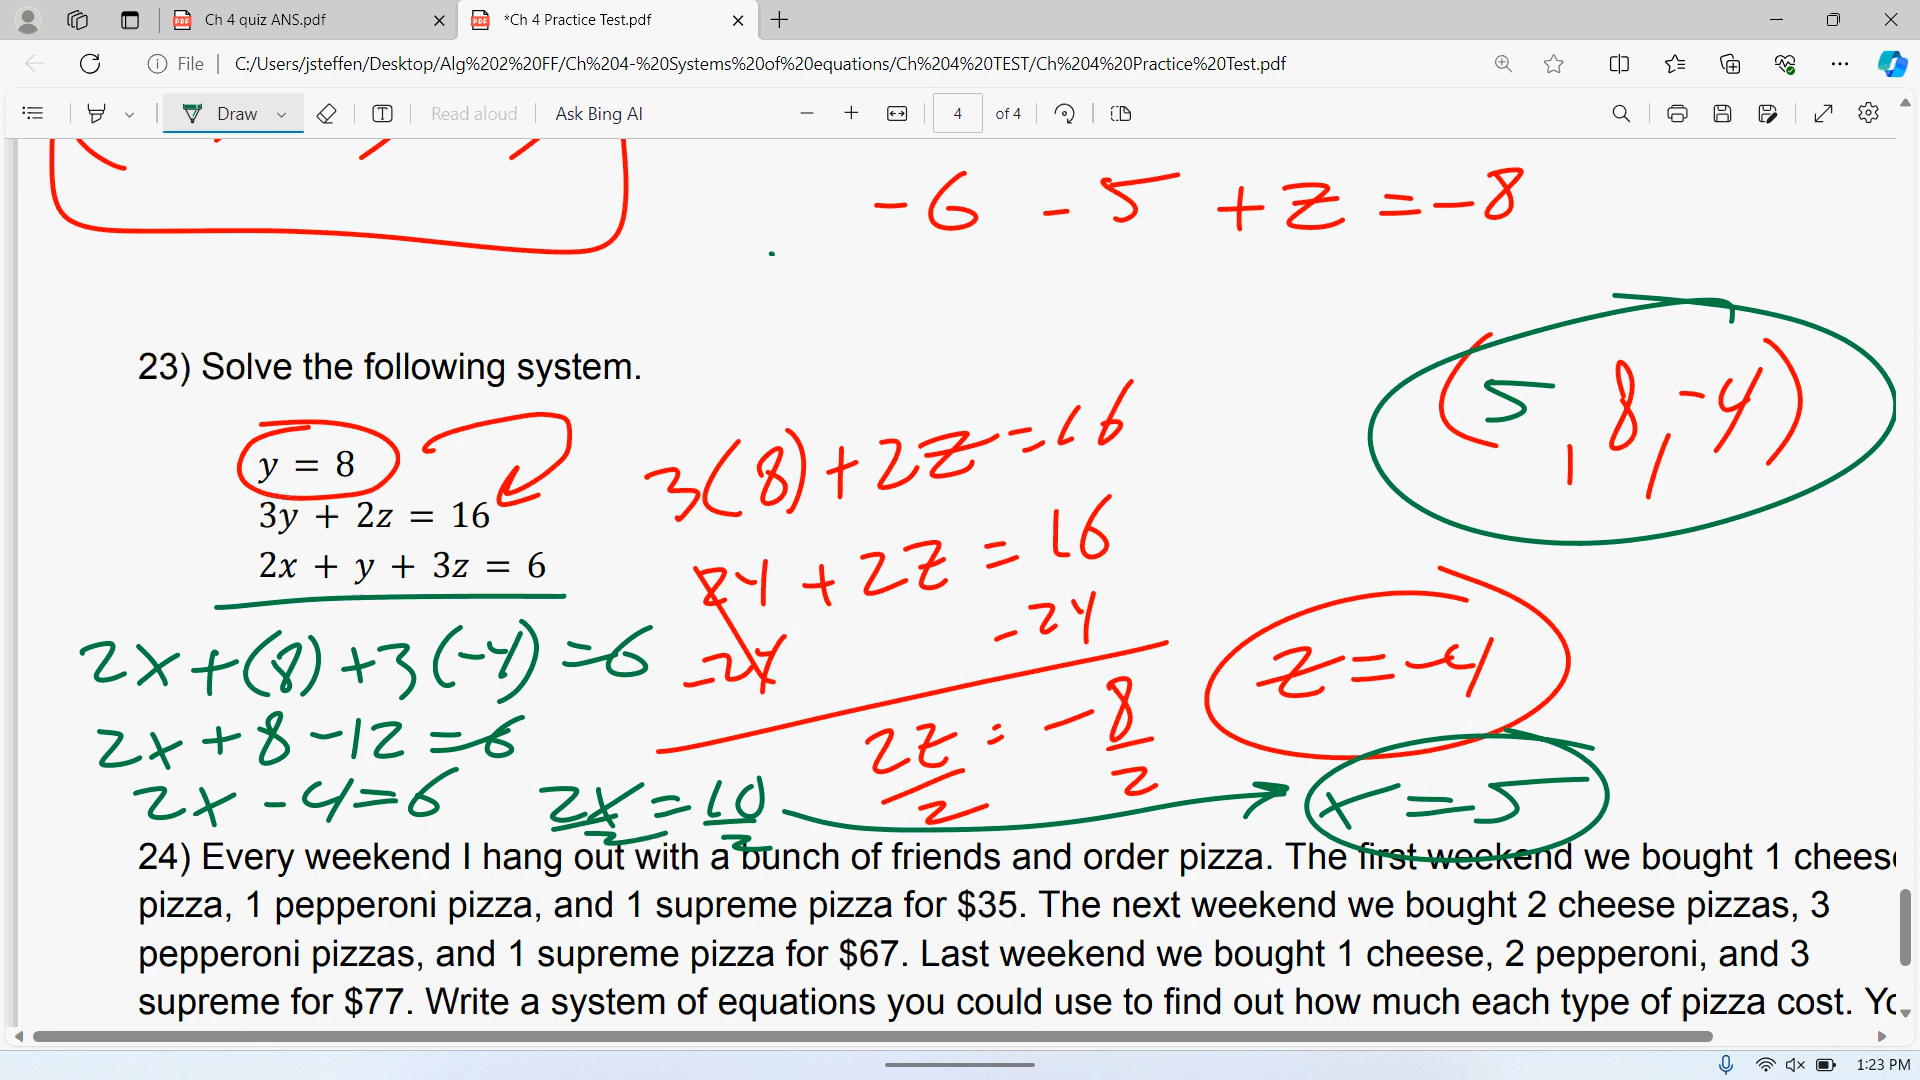 Ch 4 quiz ANS.pdf
*Ch 4 Practice Test.pdf
File
C:/Users/jsteffen/Desktop/Alg%202%20FF/Ch%204-%20Systems%20of%20equations/Ch%204%20TEST/Ch%204%20Practice%20Test.pdf
Draw
Read aloud
Ask Bing AI
4 of 4
-6 - 5 + z = -8
23) Solve the following system.
y = 8
3y + 2z = 16
2x + y + 3z = 6
3(8) + 2z = 16
24 + 2z = 16
-24 -24
2z = -8
2 2
z = -4
(5, 8, -4)
2x + (8) + 3(-4) = 6
2x + 8 - 12 = 6
2x - 4 = 6
2x = 10
2 2
x = 5
24) Every weekend I hang out with a bunch of friends and order pizza. The first weekend we bought 1 cheese
pizza, 1 pepperoni pizza, and 1 supreme pizza for $35. The next weekend we bought 2 cheese pizzas, 3
pepperoni pizzas, and 1 supreme pizza for $67. Last weekend we bought 1 cheese, 2 pepperoni, and 3
supreme for $77. Write a system of equations you could use to find out how much each type of pizza cost.
1:23 PM